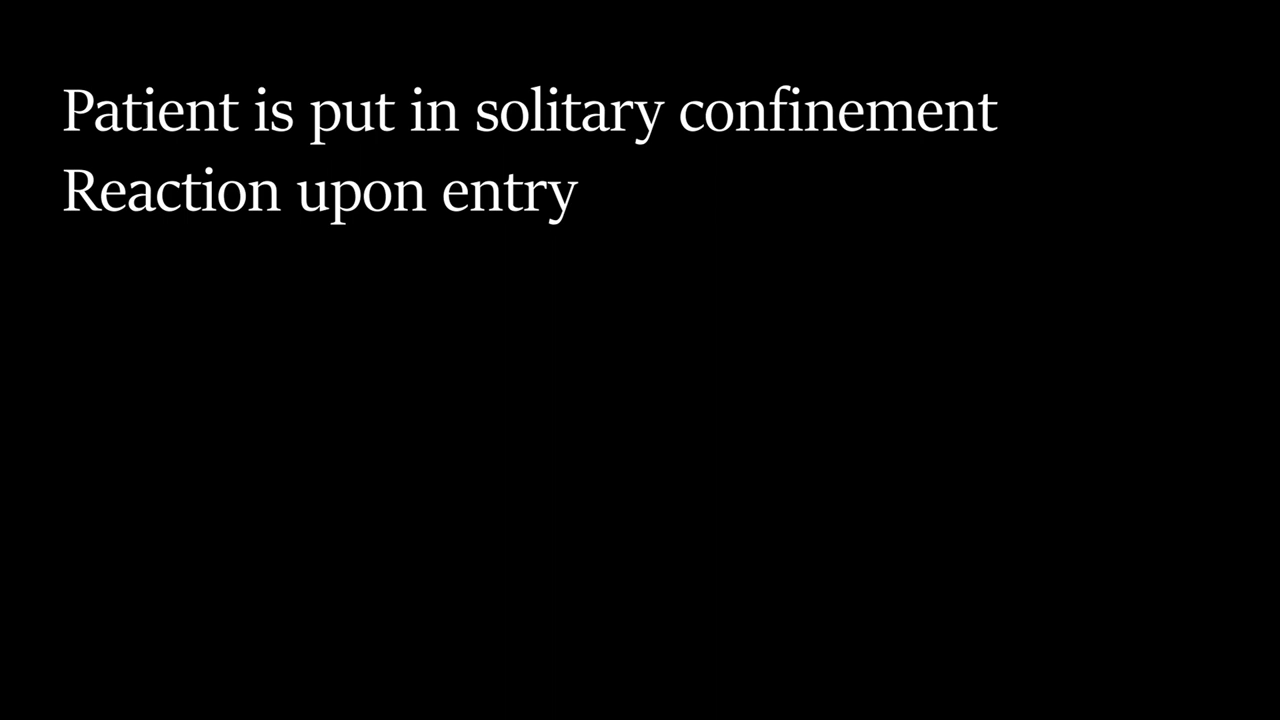 Patient is put in solitary confinement
Reaction upon entry